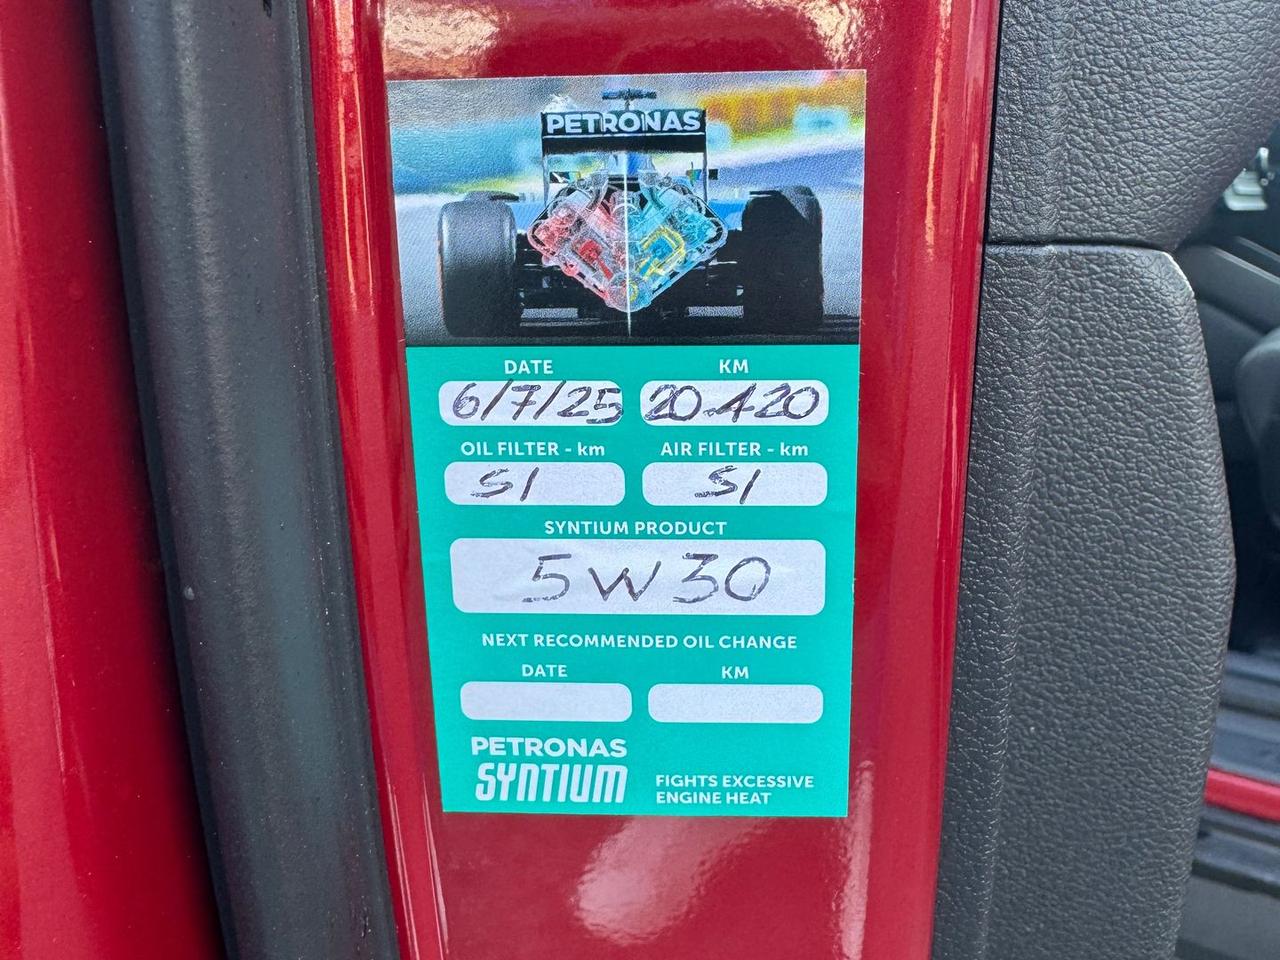 PETRONAS
DATE KM
6/7/25 20.420
OIL FILTER - km AIR FILTER - km
SI SI
SYNTIUM PRODUCT
5W30
NEXT RECOMMENDED OIL CHANGE
DATE KM
PETRONAS
SYNTIUM
FIGHTS EXCESSIVE
ENGINE HEAT